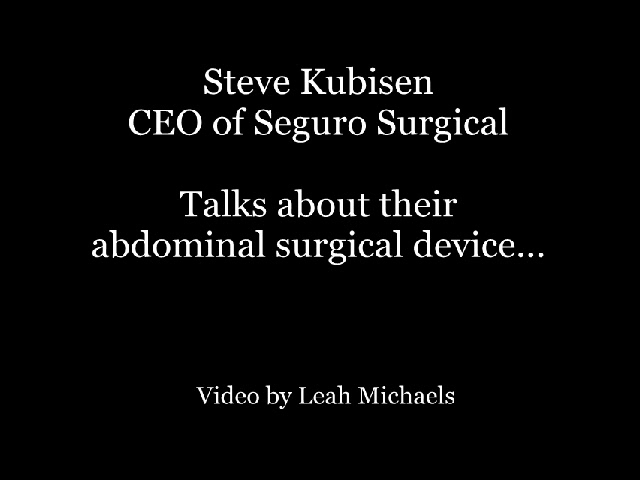 Steve Kubisen
CEO of Seguro Surgical
Talks about their
abdominal surgical device...
Video by Leah Michaels